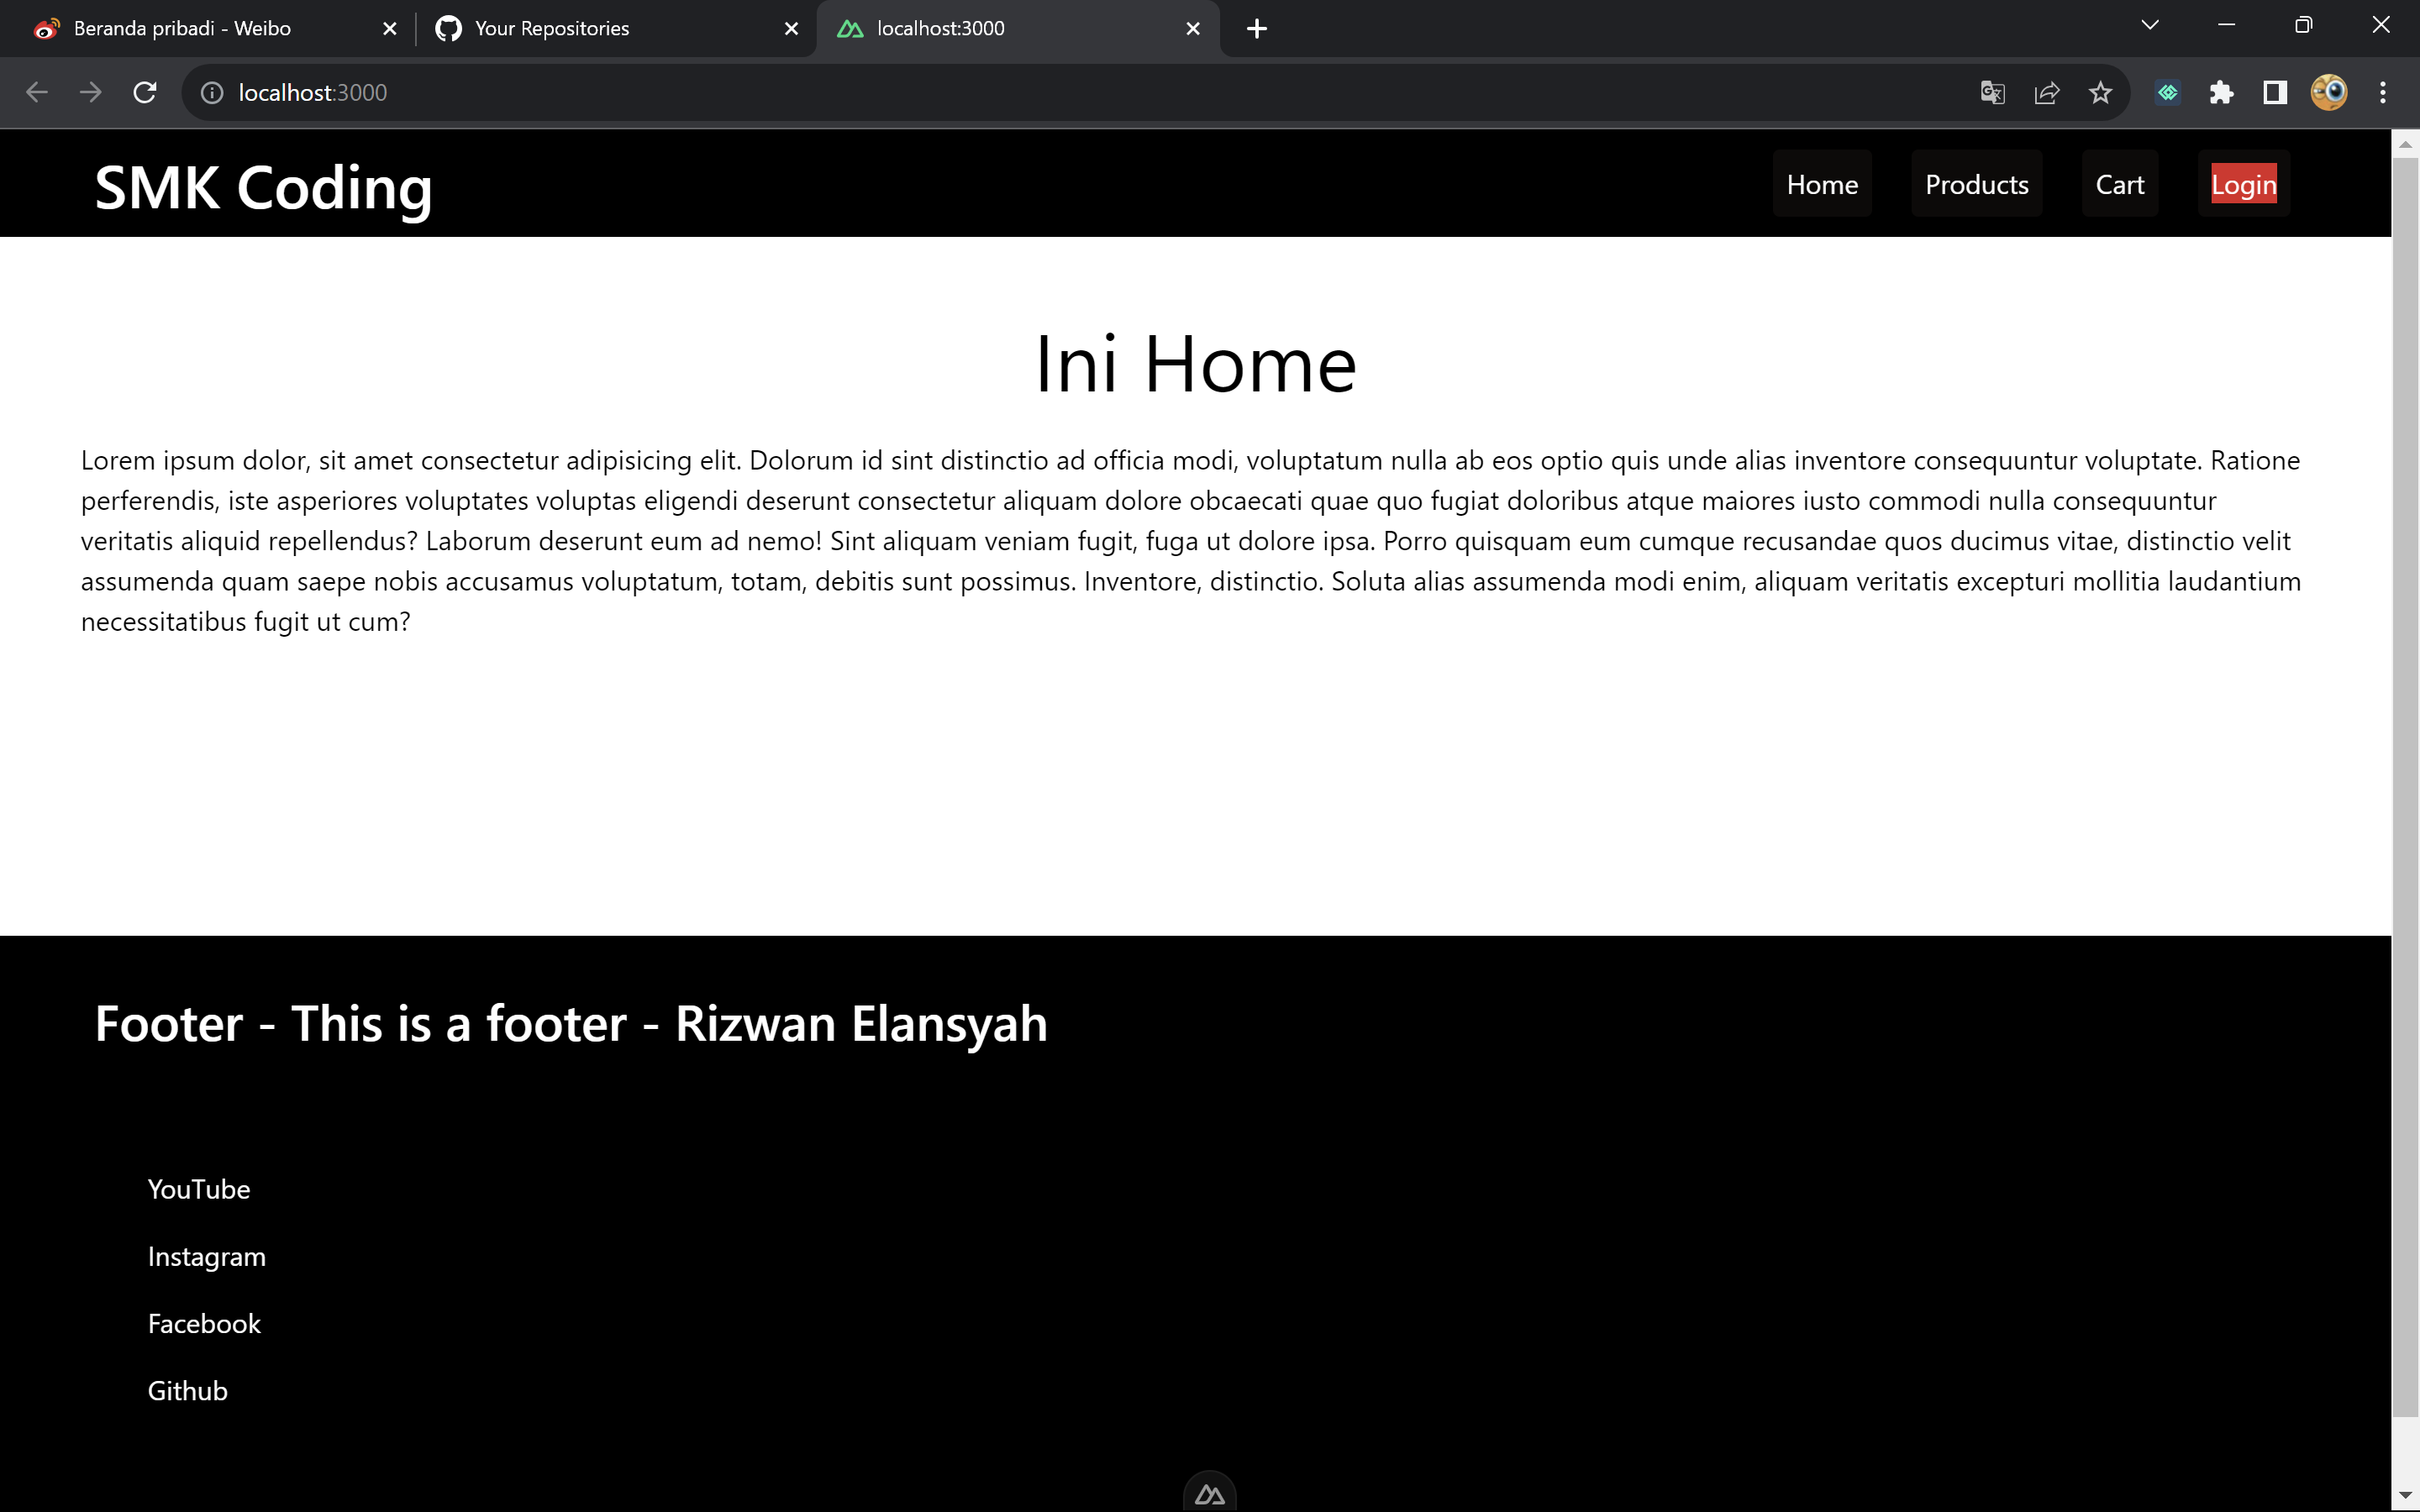 Beranda pribadi - Weibo
Your Repositories
localhost:3000
localhost:3000
SMK Coding
Home
Products
Cart
Login
Ini Home
Lorem ipsum dolor, sit amet consectetur adipisicing elit. Dolorum id sint distinctio ad officia modi, voluptatum nulla ab eos optio quis unde alias inventore consequuntur voluptate. Ratione
perferendis, iste asperiores voluptates voluptas eligendi deserunt consectetur aliquam dolore obcaecati quae quo fugiat doloribus atque maiores iusto commodi nulla consequuntur
veritatis aliquid repellendus? Laborum deserunt eum ad nemo! Sint aliquam veniam fugit, fuga ut dolore ipsa. Porro quisquam eum cumque recusandae quos ducimus vitae, distinctio velit
assumenda quam saepe nobis accusamus voluptatum, totam, debitis sunt possimus. Inventore, distinctio. Soluta alias assumenda modi enim, aliquam veritatis excepturi mollitia laudantium
necessitatibus fugit ut cum?
Footer - This is a footer - Rizwan Elansyah
YouTube
Instagram
Facebook
Github